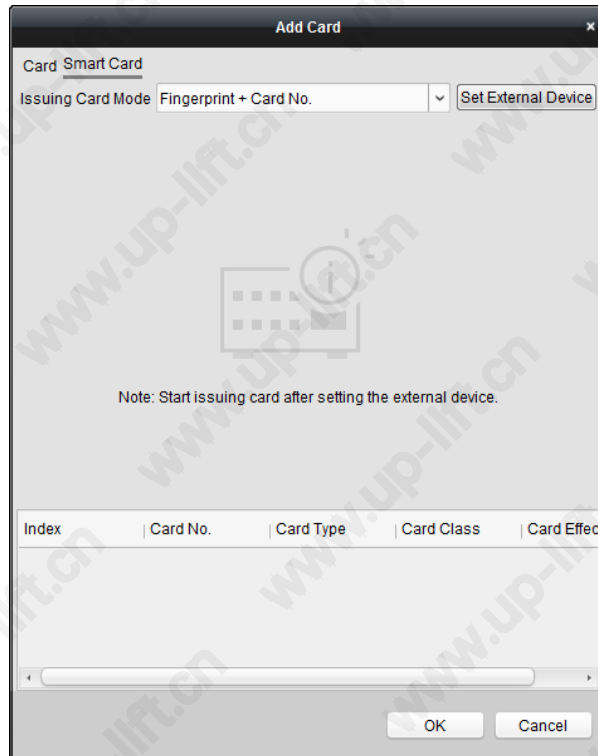 Add Card
Card Smart Card
Issuing Card Mode Fingerprint + Card No. Set External Device
Note: Start issuing card after setting the external device.
Index Card No. Card Type Card Class Card Effec
OK Cancel
www.up-lift.cn